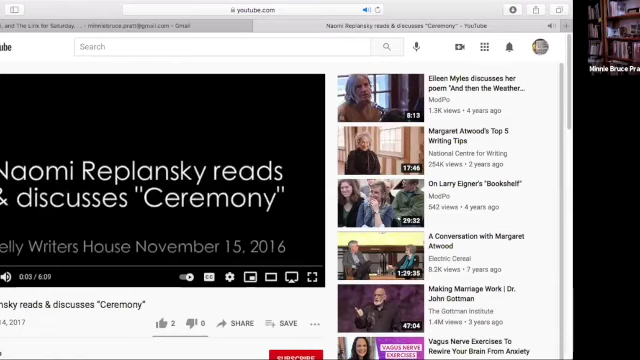 youtube.com
, and The Link for Saturday. ... - minniebruce.pratt@gmail.com - Gmail
Naomi Replansky reads & discusses "Ceremony" - YouTube
Search
Minnie Bruce Pra
Naomi Replansky reads
& discusses "Ceremony"
elly Writers House November 15, 2016
0:03 / 6:09
nsky reads & discusses "Ceremony"
14, 2017
2
0
SHARE
SAVE
SUBSCRIBE
Eileen Myles discusses her
poem "And then the Weather...
ModPo
1.3K views • 4 years ago
8:13
Margaret Atwood's Top 5
Writing Tips
National Centre for Writing
254K views • 2 years ago
17:46
On Larry Eigner's "Bookshelf"
ModPo
542 views • 4 years ago
29:32
A Conversation with Margaret
Atwood
Electric Cereal
8.2K views • 7 years ago
1:29:35
Making Marriage Work | Dr.
John Gottman
The Gottman Institute
1.4M views • 3 years ago
47:04
Vagus Nerve Exercises To
Rewire Your Brain From Anxiety
VAGUS NERVE
EXERCISES